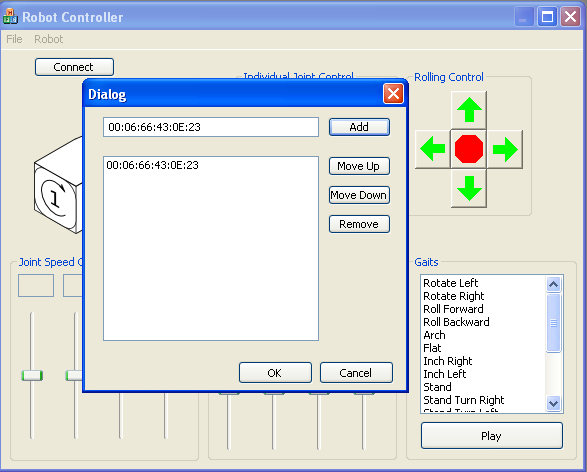 Robot Controller
File Robot
Connect
Individual Joint Control
Rolling Control
Dialog
00:06:66:43:0E:23
Add
00:06:66:43:0E:23
Move Up
Move Down
Remove
1
OK
Cancel
Joint Speed
Gaits
Rotate Left
Rotate Right
Roll Forward
Roll Backward
Arch
Flat
Inch Right
Inch Left
Stand
Stand Turn Right
Stand Turn Left
Play